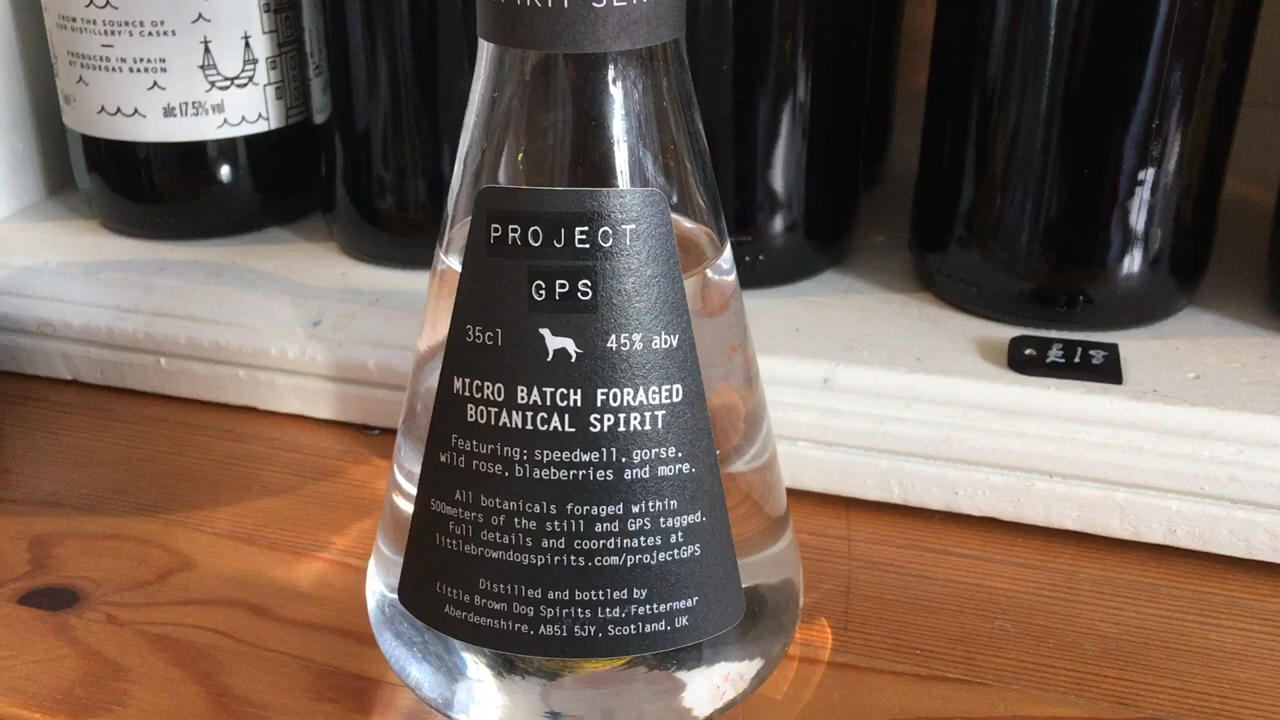 FROM THE SOURCE OF
OUR DISTILLERY'S CASKS
PRODUCED IN SPAIN
BY BODEGAS BARON
alc 17.5% vol
PROJECT
GPS
35cl
45% abv
MICRO BATCH FORAGED
BOTANICAL SPIRIT
Featuring; speedwell, gorse,
wild rose, blaeberries and more.
All botanicals foraged within
500meters of the still and GPS tagged.
Full details and coordinates at
littlebrowndogspirits.com/projectGPS
Distilled and bottled by
Little Brown Dog Spirits Ltd, Fetternear
Aberdeenshire, AB51 5JY, Scotland, UK
£18